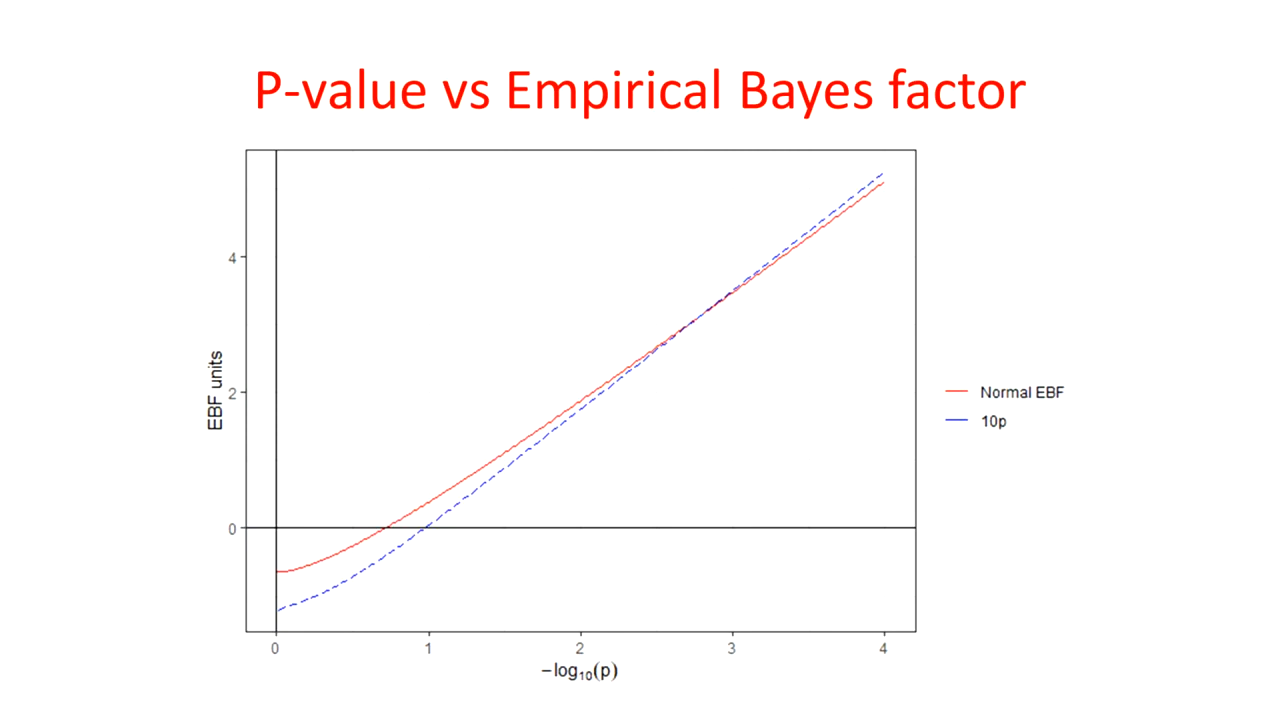 P-value vs Empirical Bayes factor
4
2
0
EBF units
0 1 2 3 4
−log₁₀(p)
Normal EBF
10p